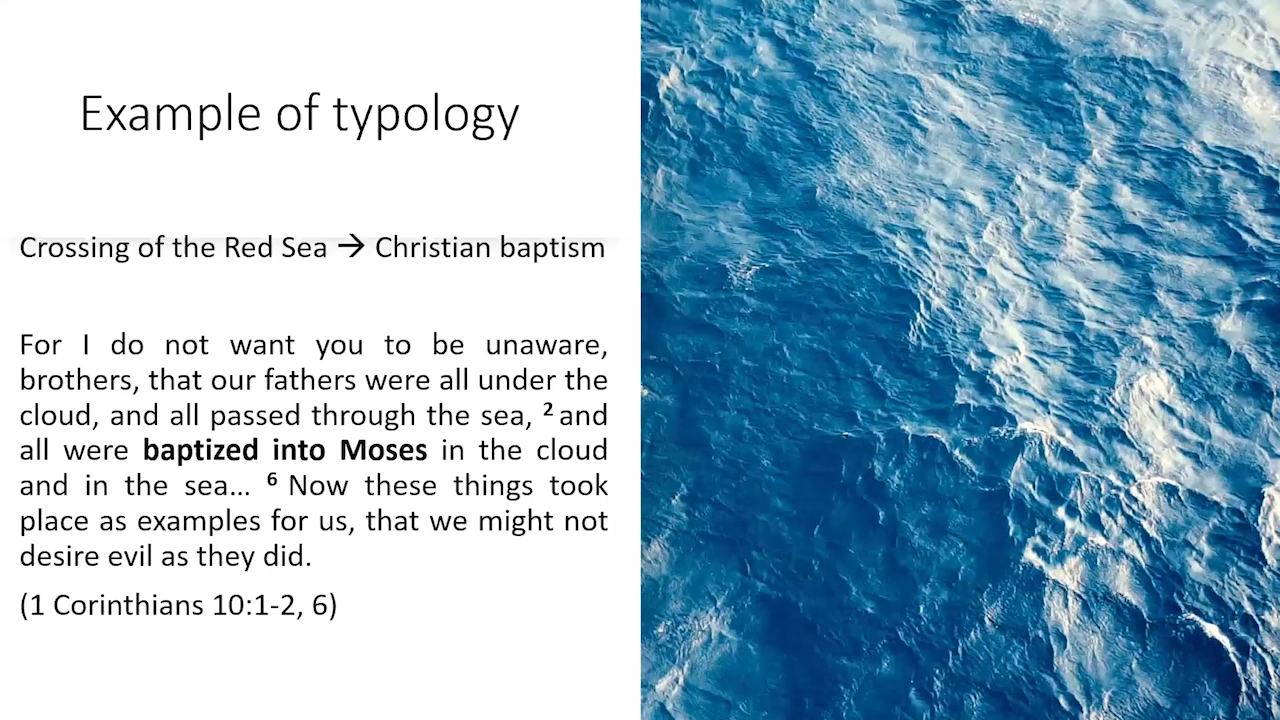 Example of typology
Crossing of the Red Sea → Christian baptism
For I do not want you to be unaware,
brothers, that our fathers were all under the
cloud, and all passed through the sea, ² and
all were baptized into Moses in the cloud
and in the sea… ⁶ Now these things took
place as examples for us, that we might not
desire evil as they did.
(1 Corinthians 10:1-2, 6)